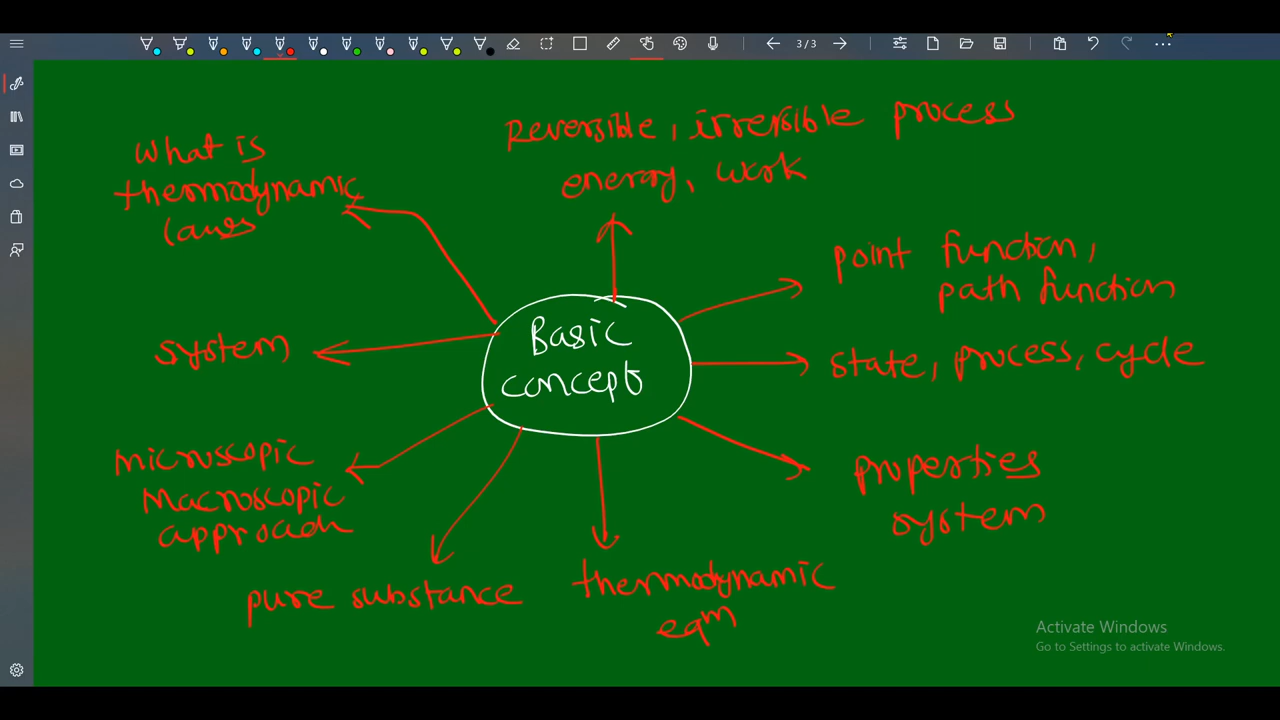 3/3
Reversible, irresible process
energy, work
What is
thermodynamic
laws
point function,
path function
Basic
concept
system
state, process, cycle
microscopic
Macroscopic
approach
properties
system
pure substance
thermodynamic
eqm
Activate Windows
Go to Settings to activate Windows.